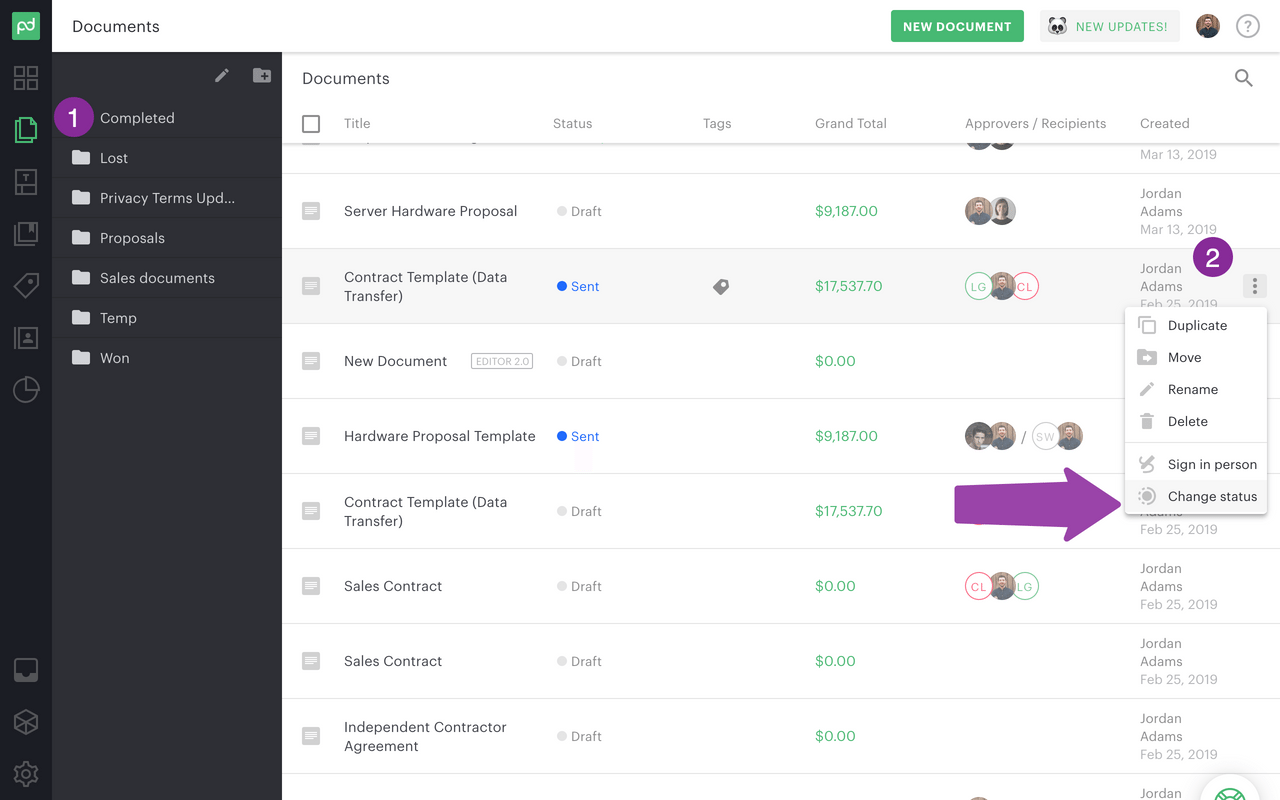 pd
Documents
NEW DOCUMENT
NEW UPDATES!
?
1
Completed
Lost
Privacy Terms Upd...
Proposals
Sales documents
Temp
Won
Documents
Title Status Tags Grand Total Approvers / Recipients Created
Mar 13, 2019
Server Hardware Proposal
Draft
$9,187.00
Jordan
Adams
Mar 13, 2019
2
Contract Template (Data
Transfer)
Sent
$17,537.70
LG
CL
Jordan
Adams
Feb 25, 2019
Duplicate
Move
Rename
Delete
Sign in person
Change status
New Document
EDITOR 2.0
Draft
$0.00
Hardware Proposal Template
Sent
$9,187.00
/
SW
Contract Template (Data
Transfer)
Draft
$17,537.70
Adams
Feb 25, 2019
Sales Contract
Draft
$0.00
CL
LG
Jordan
Adams
Feb 25, 2019
Sales Contract
Draft
$0.00
Jordan
Adams
Feb 25, 2019
Independent Contractor
Agreement
Draft
$0.00
Jordan
Adams
Feb 25, 2019
Jordan